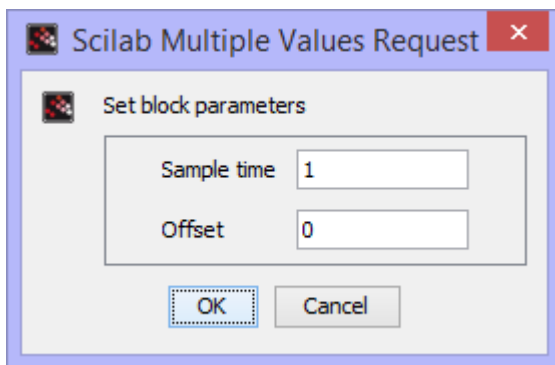 Scilab Multiple Values Request
Set block parameters
Sample time 1
Offset 0
OK Cancel